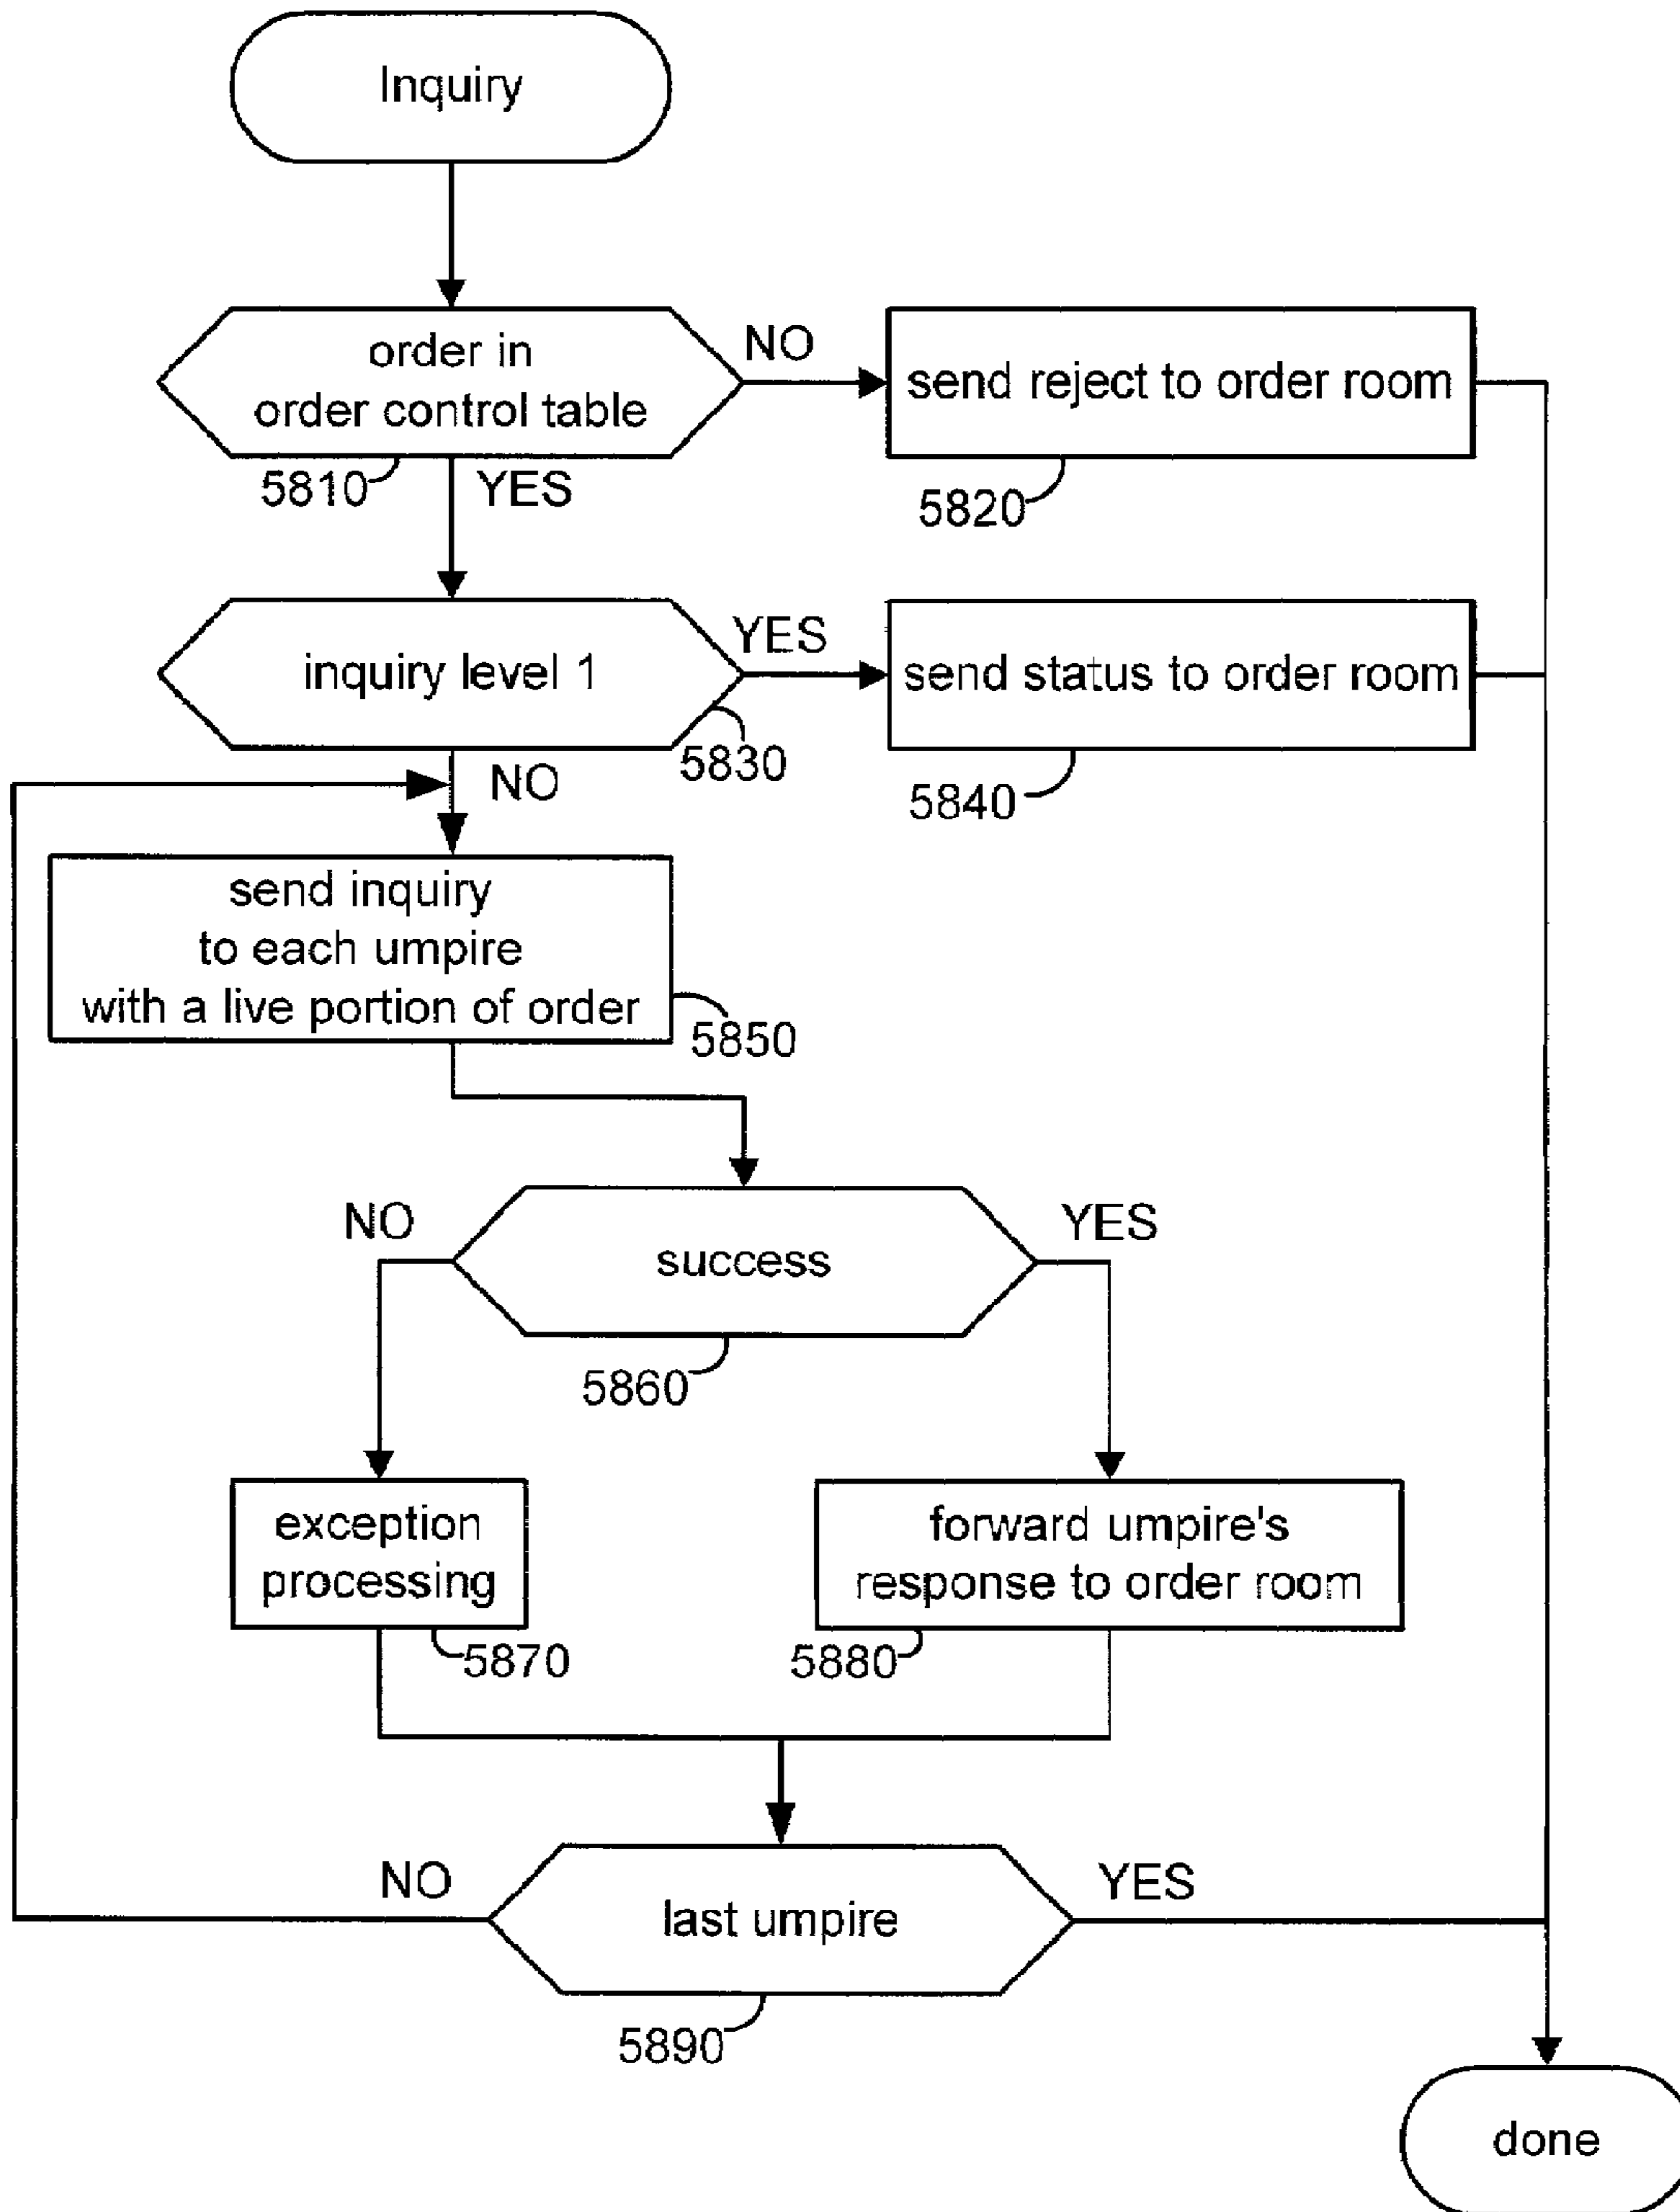 Inquiry
order in
order control table
NO
send reject to order room
5810
YES
5820
inquiry level 1
YES
send status to order room
5830
5840
NO
send inquiry
to each umpire
with a live portion of order
5850
NO
success
YES
5860
exception
processing
forward umpire's
response to order room
5870
5880
NO
last umpire
YES
5890
done